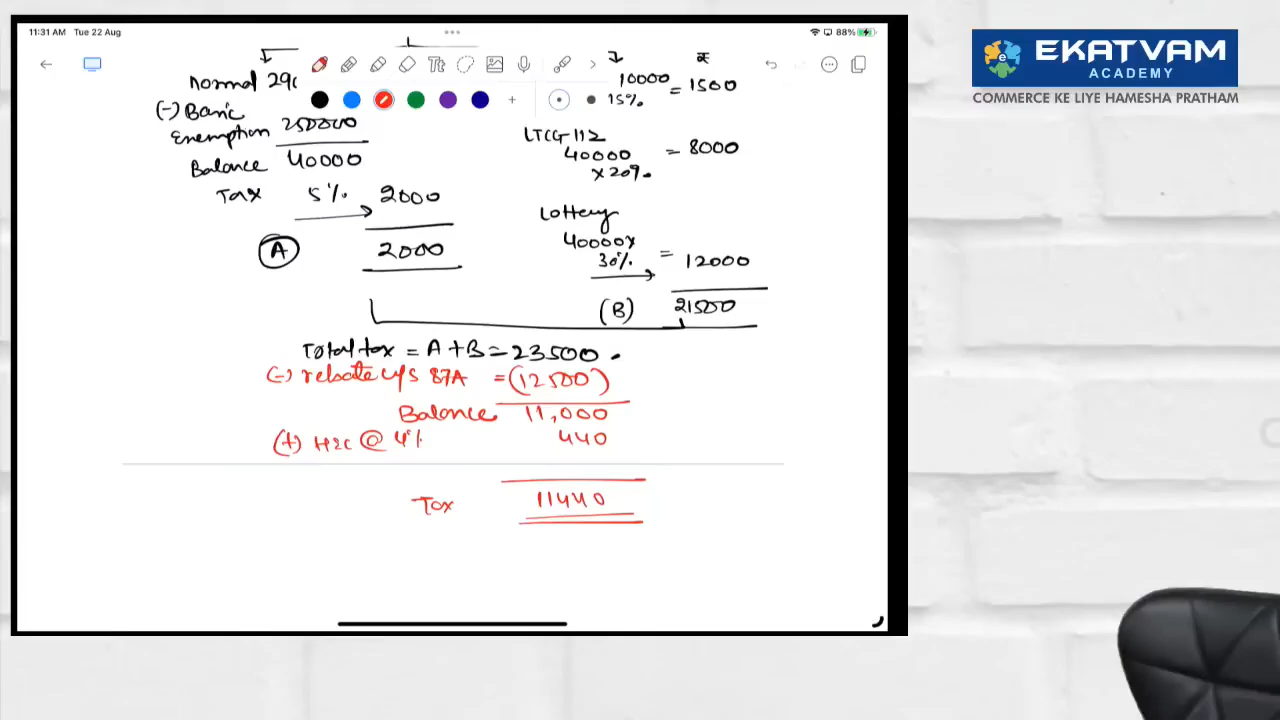 11:31 AM Tue 22 Aug
88%
EKATVAM
ACADEMY
COMMERCE KE LIYE HAMESHA PRATHAM
Normal 290
(-) Basic
Exemption 250000
Balance 40000
Tax 5% 2000
A 2000
₹
10000
15% = 1500
LTCG 112
40000 = 8000
x 20%
Lottery
40000x
30% = 12000
(B) 21500
Total tax = A+B = 23500
(-) rebate u/s 87A = (12500)
Balance 11,000
(+) H&C @ 4% 440
Tax 11440